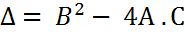 Δ = B² − 4A . C